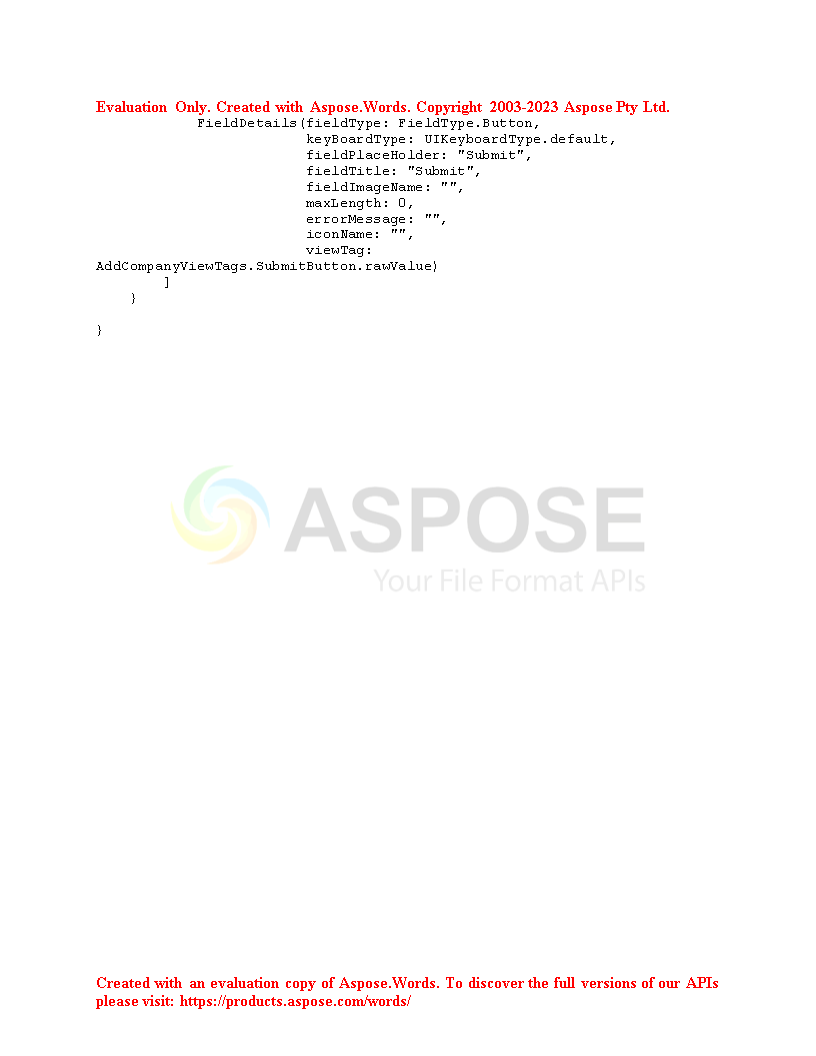 Evaluation Only. Created with Aspose.Words. Copyright 2003-2023 Aspose Pty Ltd.
            FieldDetails(fieldType: FieldType.Button,
                         keyBoardType: UIKeyboardType.default,
                         fieldPlaceHolder: "Submit",
                         fieldTitle: "Submit",
                         fieldImageName: "",
                         maxLength: 0,
                         errorMessage: "",
                         iconName: "",
                         viewTag:
AddCompanyViewTags.SubmitButton.rawValue)
        ]
    }
}
ASPOSE
Your File Format APIs
Created with an evaluation copy of Aspose.Words. To discover the full versions of our APIs
please visit: https://products.aspose.com/words/